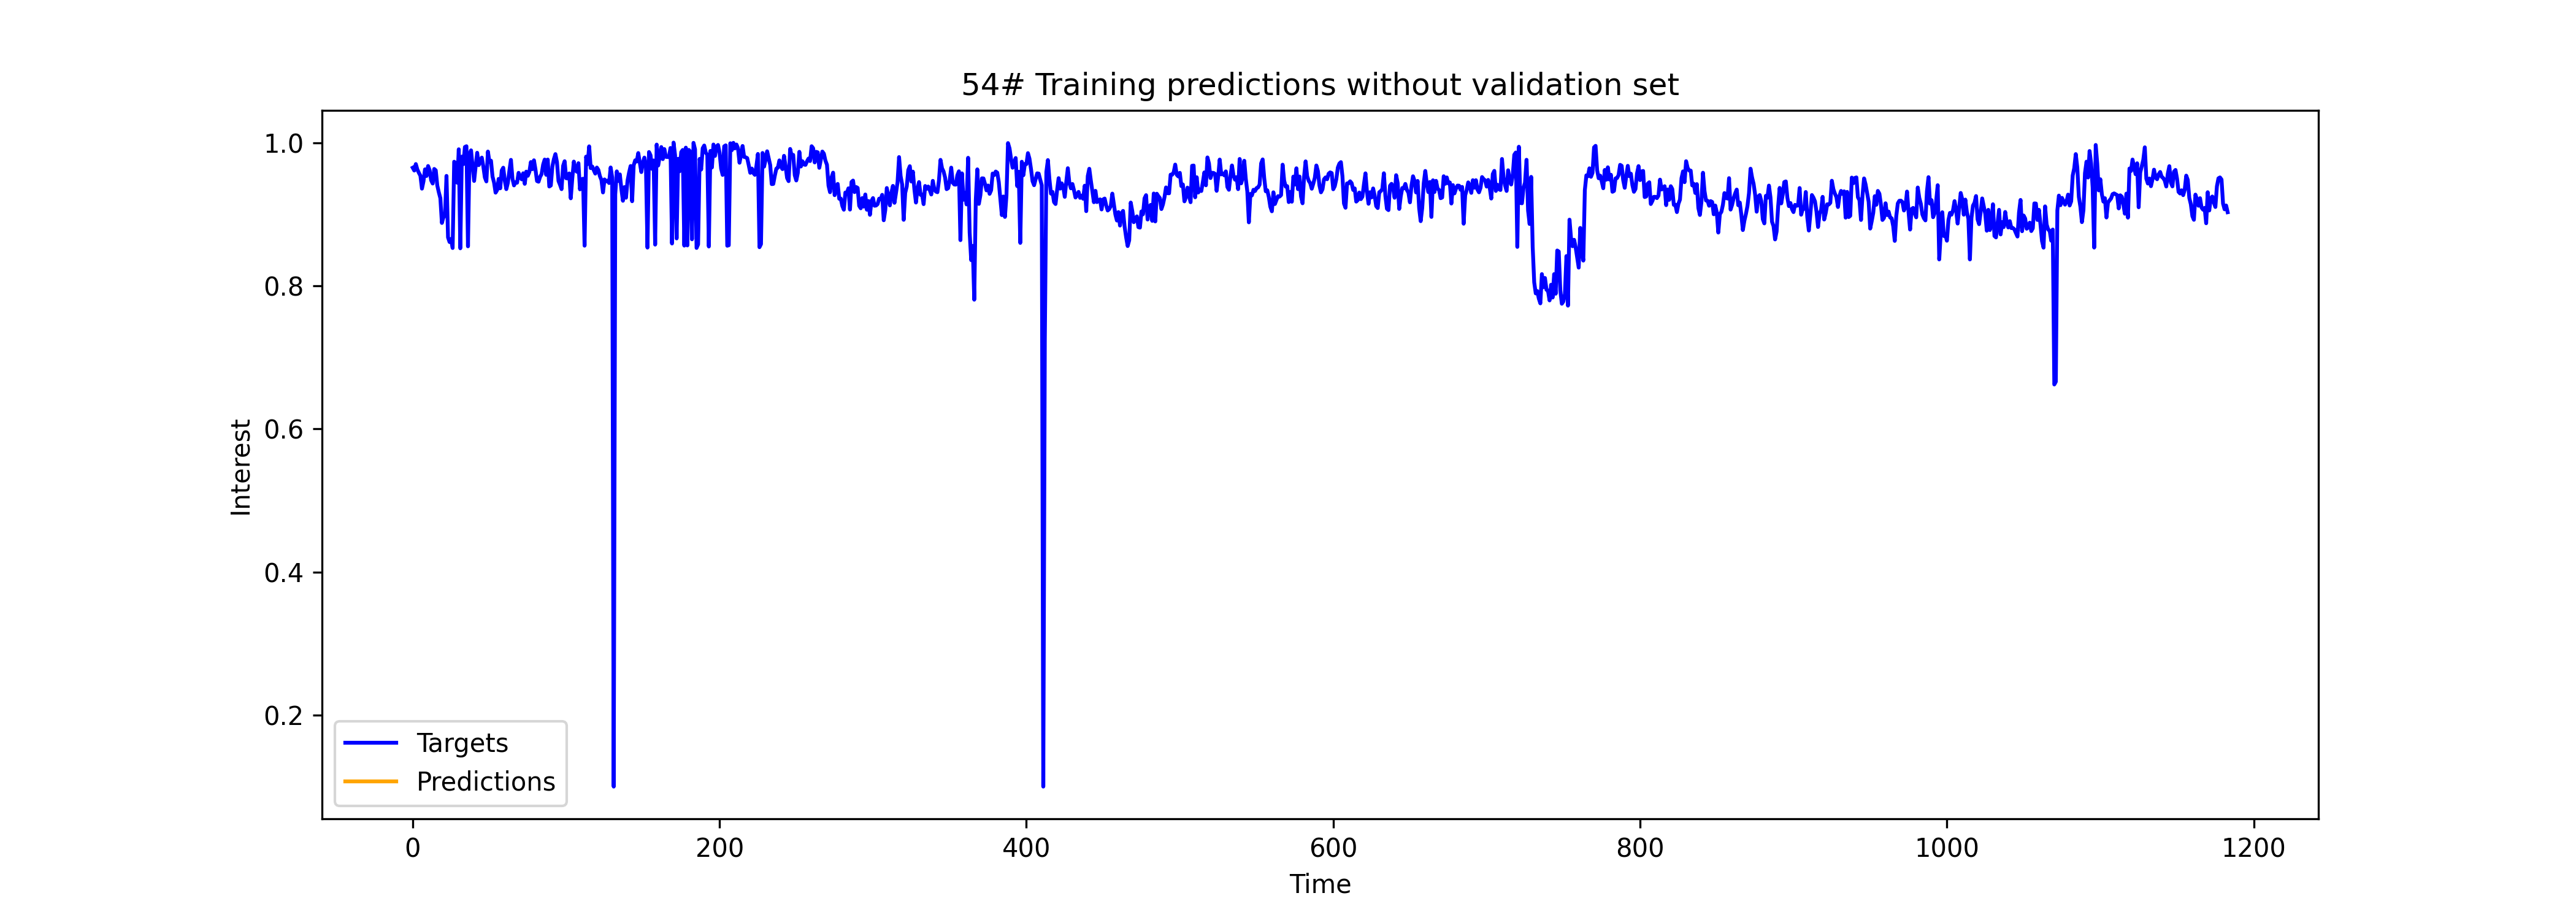 54# Training predictions without validation set
1.0
0.8
0.6
0.4
0.2
Interest
Targets
Predictions
0 200 400 600 800 1000 1200
Time